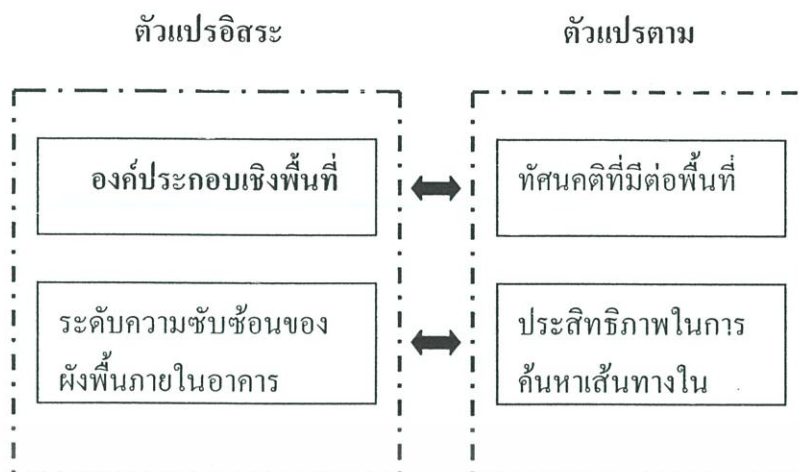 ตัวแปรอิสระ
ตัวแปรตาม
องค์ประกอบเชิงพื้นที่
ทัศนคติที่มีต่อพื้นที่
ระดับความซับซ้อนของ
ผังพื้นภายในอาคาร
ประสิทธิภาพในการ
ค้นหาเส้นทางใน